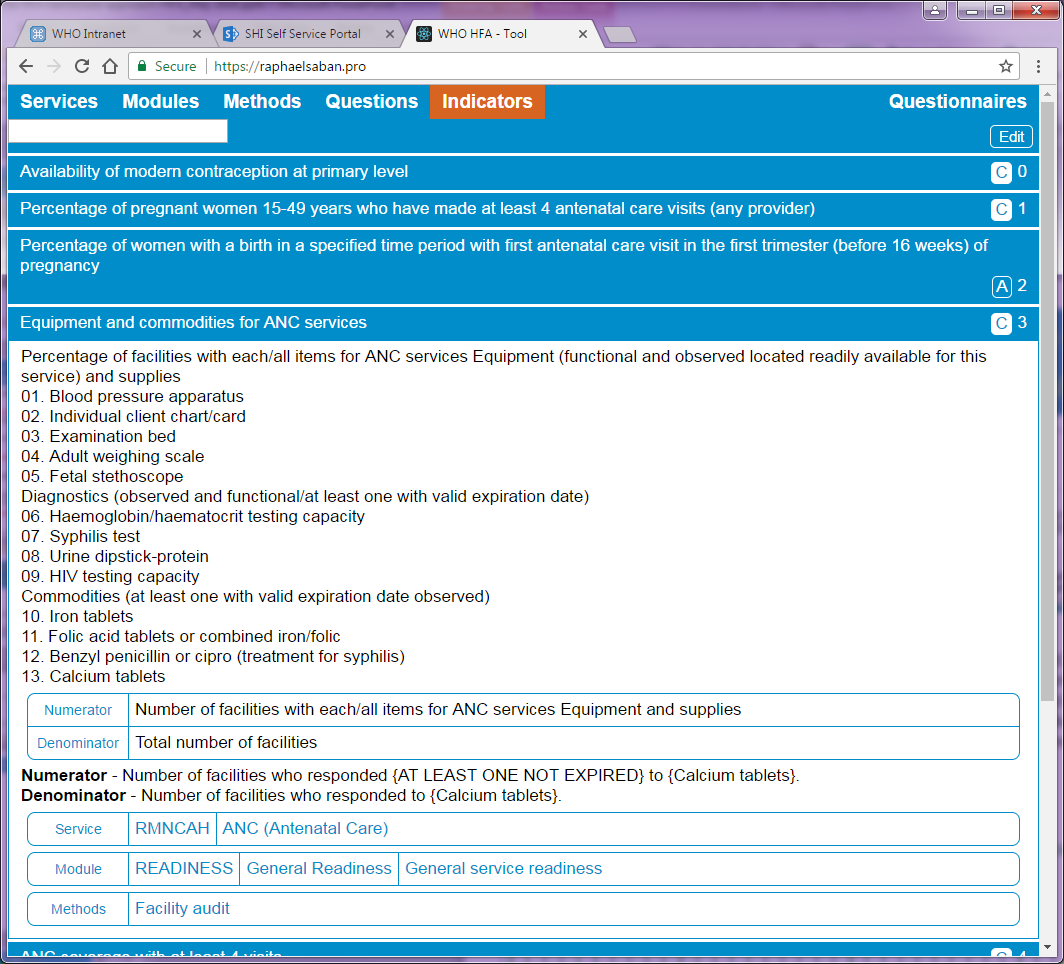 WHO Intranet
SHI Self Service Portal
WHO HFA - Tool
Secure
https://raphaelsaban.pro
Services Modules Methods Questions Indicators Questionnaires
Edit
Availability of modern contraception at primary level C 0
Percentage of pregnant women 15-49 years who have made at least 4 antenatal care visits (any provider) C 1
Percentage of women with a birth in a specified time period with first antenatal care visit in the first trimester (before 16 weeks) of
pregnancy
A 2
Equipment and commodities for ANC services C 3
Percentage of facilities with each/all items for ANC services Equipment (functional and observed located readily available for this
service) and supplies
01. Blood pressure apparatus
02. Individual client chart/card
03. Examination bed
04. Adult weighing scale
05. Fetal stethoscope
Diagnostics (observed and functional/at least one with valid expiration date)
06. Haemoglobin/haematocrit testing capacity
07. Syphilis test
08. Urine dipstick-protein
09. HIV testing capacity
Commodities (at least one with valid expiration date observed)
10. Iron tablets
11. Folic acid tablets or combined iron/folic
12. Benzyl penicillin or cipro (treatment for syphilis)
13. Calcium tablets
Numerator Number of facilities with each/all items for ANC services Equipment and supplies
Denominator Total number of facilities
Numerator - Number of facilities who responded {AT LEAST ONE NOT EXPIRED} to {Calcium tablets}.
Denominator - Number of facilities who responded to {Calcium tablets}.
Service RMNCAH ANC (Antenatal Care)
Module READINESS General Readiness General service readiness
Methods Facility audit
ANC coverage with at least 4 visits C 4